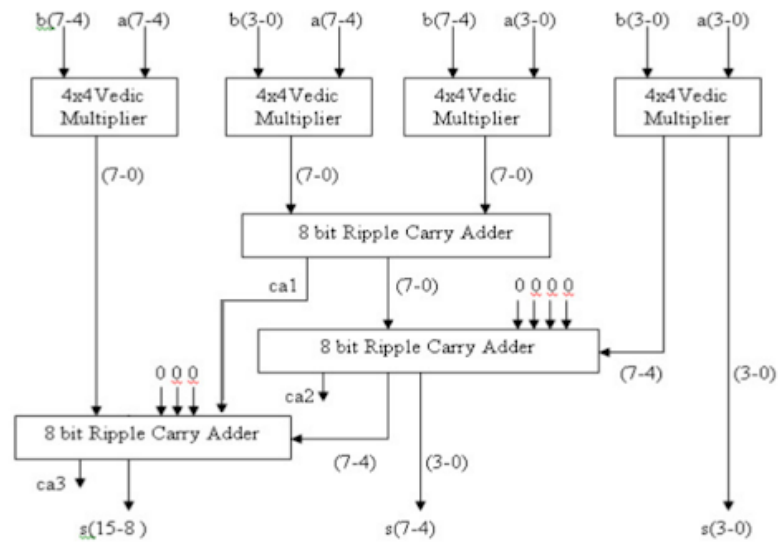 b(7-4) a(7-4) b(3-0) a(7-4) b(7-4) a(3-0) b(3-0) a(3-0)
4x4Vedic Multiplier
4x4Vedic Multiplier
4x4Vedic Multiplier
4x4Vedic Multiplier
(7-0) (7-0) (7-0)
8 bit Ripple Carry Adder
ca1 (7-0) 0 0 0 0
8 bit Ripple Carry Adder
0 0 0 ca2 (7-4) (3-0)
8 bit Ripple Carry Adder
ca3 (7-4) (3-0)
s(15-8 ) s(7-4) s(3-0)